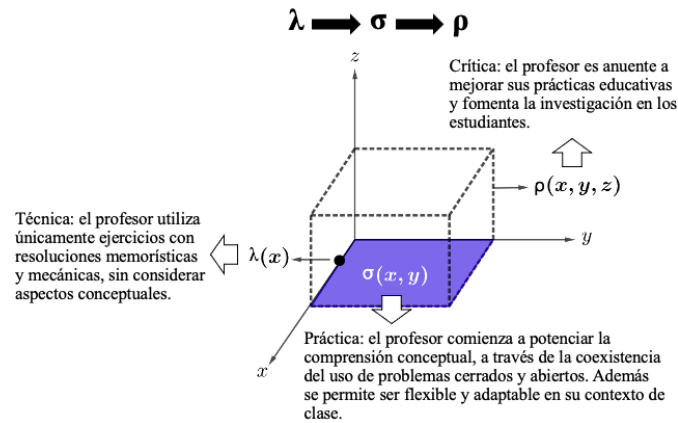 λ → σ → ρ
z
Crítica: el profesor es anuente a
mejorar sus prácticas educativas
y fomenta la investigación en los
estudiantes.
ρ(x, y, z)
Técnica: el profesor utiliza
únicamente ejercicios con
resoluciones memorísticas
y mecánicas, sin considerar
aspectos conceptuales.
λ(x)
y
σ(x, y)
x
Práctica: el profesor comienza a potenciar la
comprensión conceptual, a través de la coexistencia
del uso de problemas cerrados y abiertos. Además
se permite ser flexible y adaptable en su contexto de
clase.